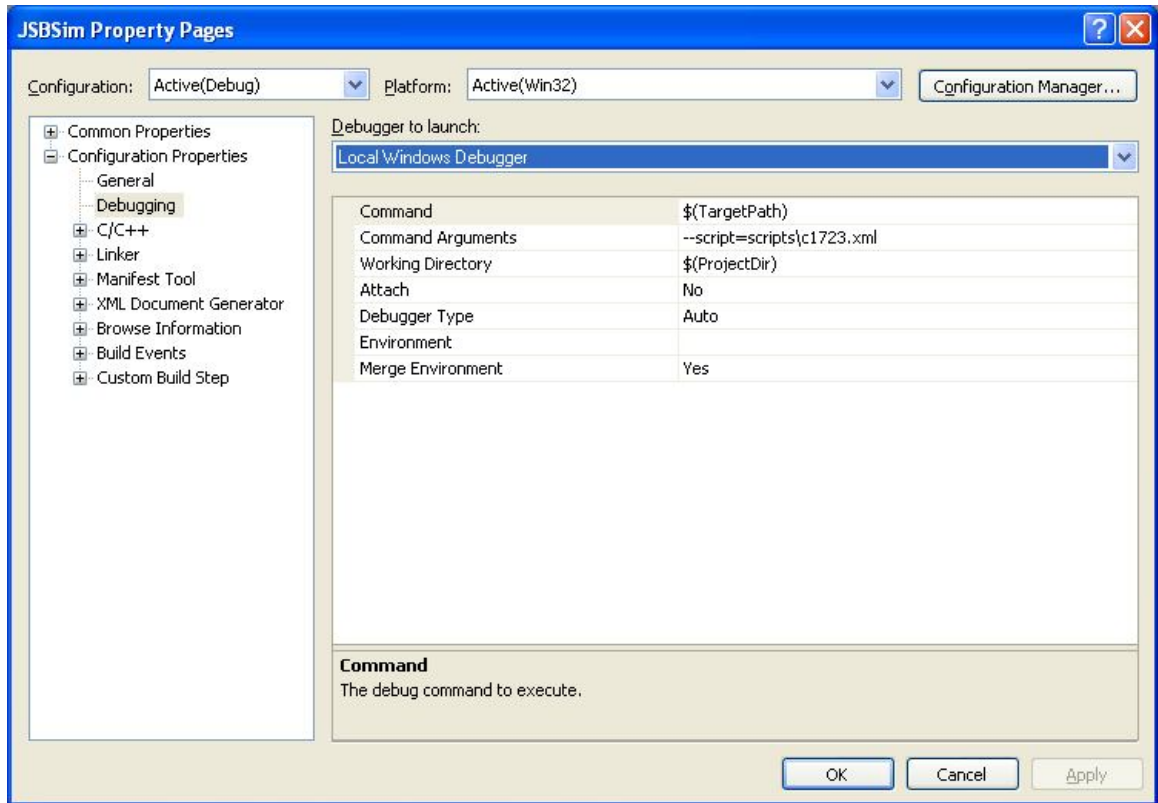 JSBSim Property Pages
Configuration: Active(Debug) Platform: Active(Win32) Configuration Manager...
Common Properties
Configuration Properties
General
Debugging
C/C++
Linker
Manifest Tool
XML Document Generator
Browse Information
Build Events
Custom Build Step
Debugger to launch:
Local Windows Debugger
Command $(TargetPath)
Command Arguments --script=scripts\c1723.xml
Working Directory $(ProjectDir)
Attach No
Debugger Type Auto
Environment
Merge Environment Yes
Command
The debug command to execute.
OK Cancel Apply